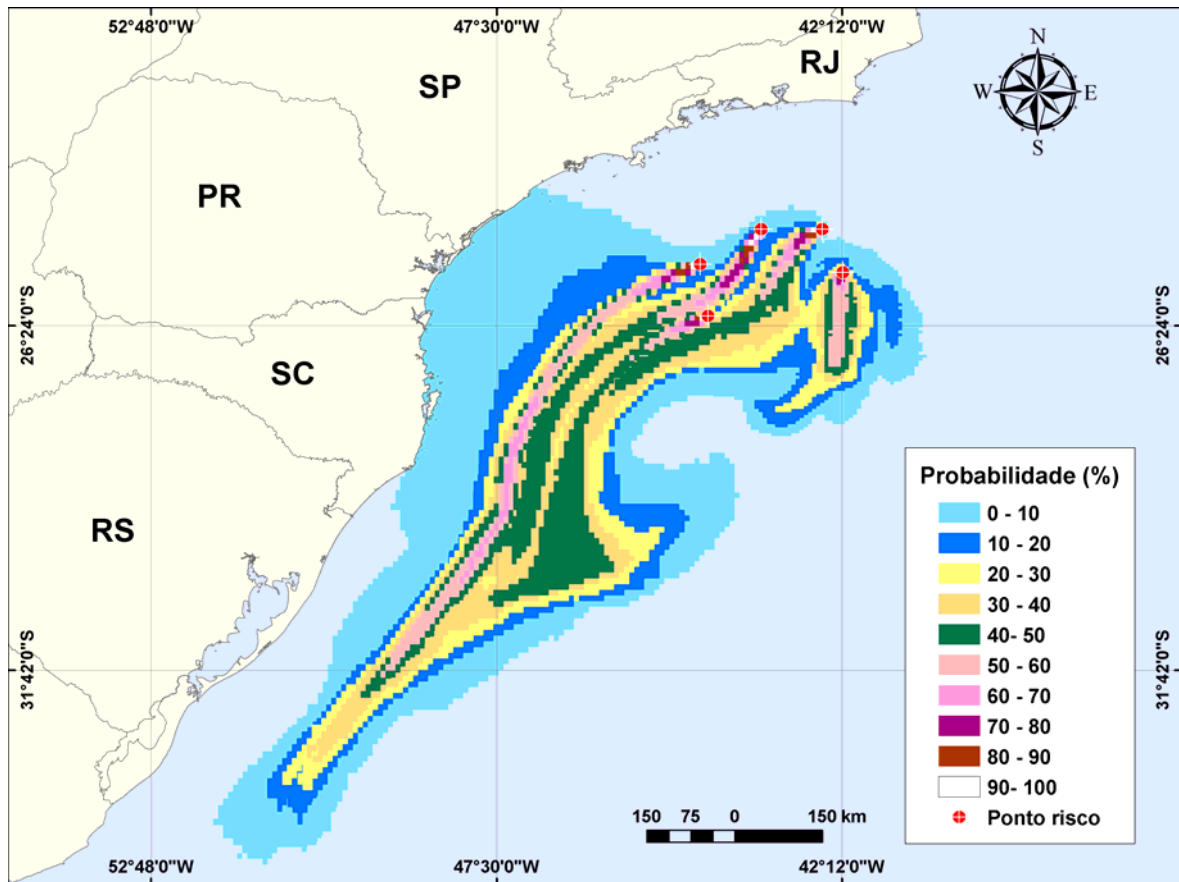 52°48'0"W
47°30'0"W
42°12'0"W
RJ
N
SP
W
E
S
PR
26°24'0"S
26°24'0"S
SC
Probabilidade (%)
0 - 10
RS
10 - 20
20 - 30
30 - 40
40- 50
50 - 60
31°42'0"S
31°42'0"S
60 - 70
70 - 80
80 - 90
90- 100
150 75 0 150 km
Ponto risco
52°48'0"W
47°30'0"W
42°12'0"W